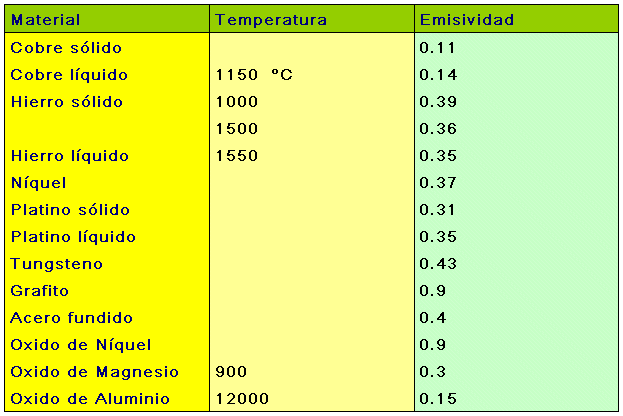 Material Temperatura Emisividad
Cobre sólido 0.11
Cobre líquido 1150 ºC 0.14
Hierro sólido 1000 0.39
1500 0.36
Hierro líquido 1550 0.35
Níquel 0.37
Platino sólido 0.31
Platino líquido 0.35
Tungsteno 0.43
Grafito 0.9
Acero fundido 0.4
Oxido de Níquel 0.9
Oxido de Magnesio 900 0.3
Oxido de Aluminio 12000 0.15